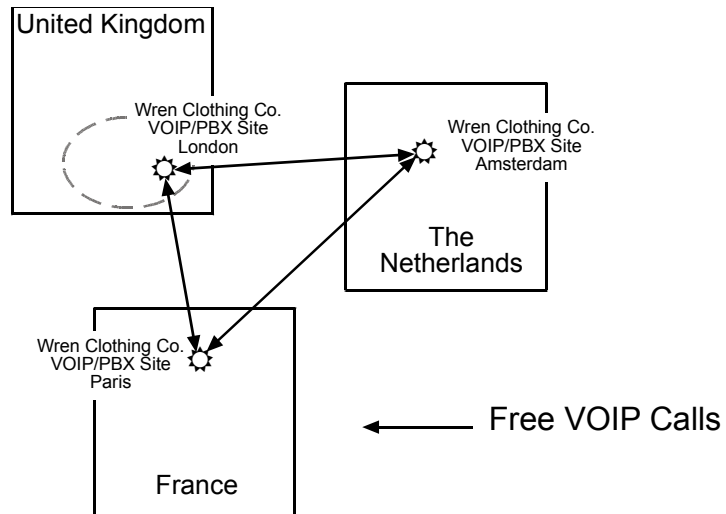 United Kingdom
Wren Clothing Co.
VOIP/PBX Site
London
Wren Clothing Co.
VOIP/PBX Site
Amsterdam
The
Netherlands
Wren Clothing Co.
VOIP/PBX Site
Paris
Free VOIP Calls
France